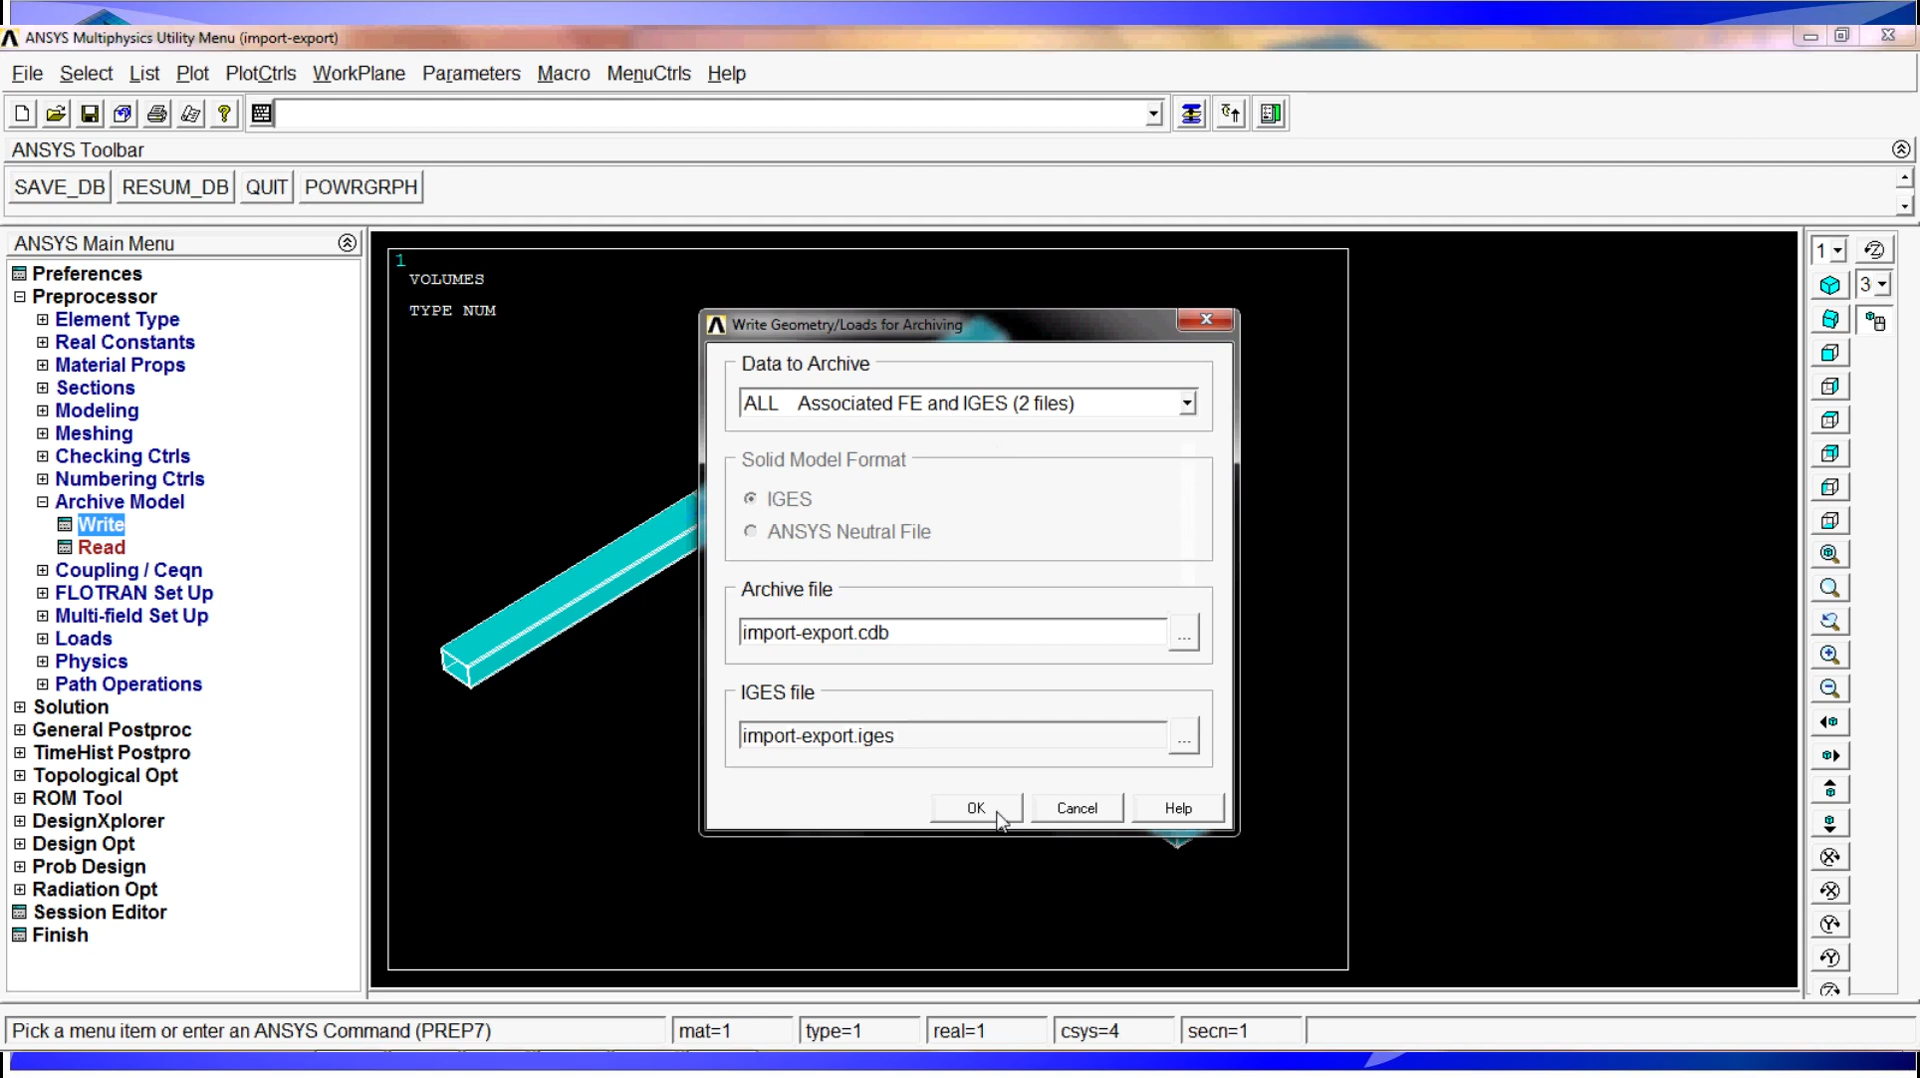 ANSYS Multiphysics Utility Menu (import-export)
File Select List Plot PlotCtrls WorkPlane Parameters Macro MenuCtrls Help
ANSYS Toolbar
SAVE_DB RESUM_DB QUIT POWRGRPH
ANSYS Main Menu
Preferences
Preprocessor
Element Type
Real Constants
Material Props
Sections
Modeling
Meshing
Checking Ctrls
Numbering Ctrls
Archive Model
Write
Read
Coupling / Ceqn
FLOTRAN Set Up
Multi-field Set Up
Loads
Physics
Path Operations
Solution
General Postproc
TimeHist Postpro
Topological Opt
ROM Tool
DesignXplorer
Design Opt
Prob Design
Radiation Opt
Session Editor
Finish
1
VOLUMES
TYPE NUM
Write Geometry/Loads for Archiving
Data to Archive
ALL Associated FE and IGES (2 files)
Solid Model Format
IGES
ANSYS Neutral File
Archive file
import-export.cdb
...
IGES file
import-export.iges
...
OK Cancel Help
1
3
Pick a menu item or enter an ANSYS Command (PREP7) mat=1 type=1 real=1 csys=4 secn=1